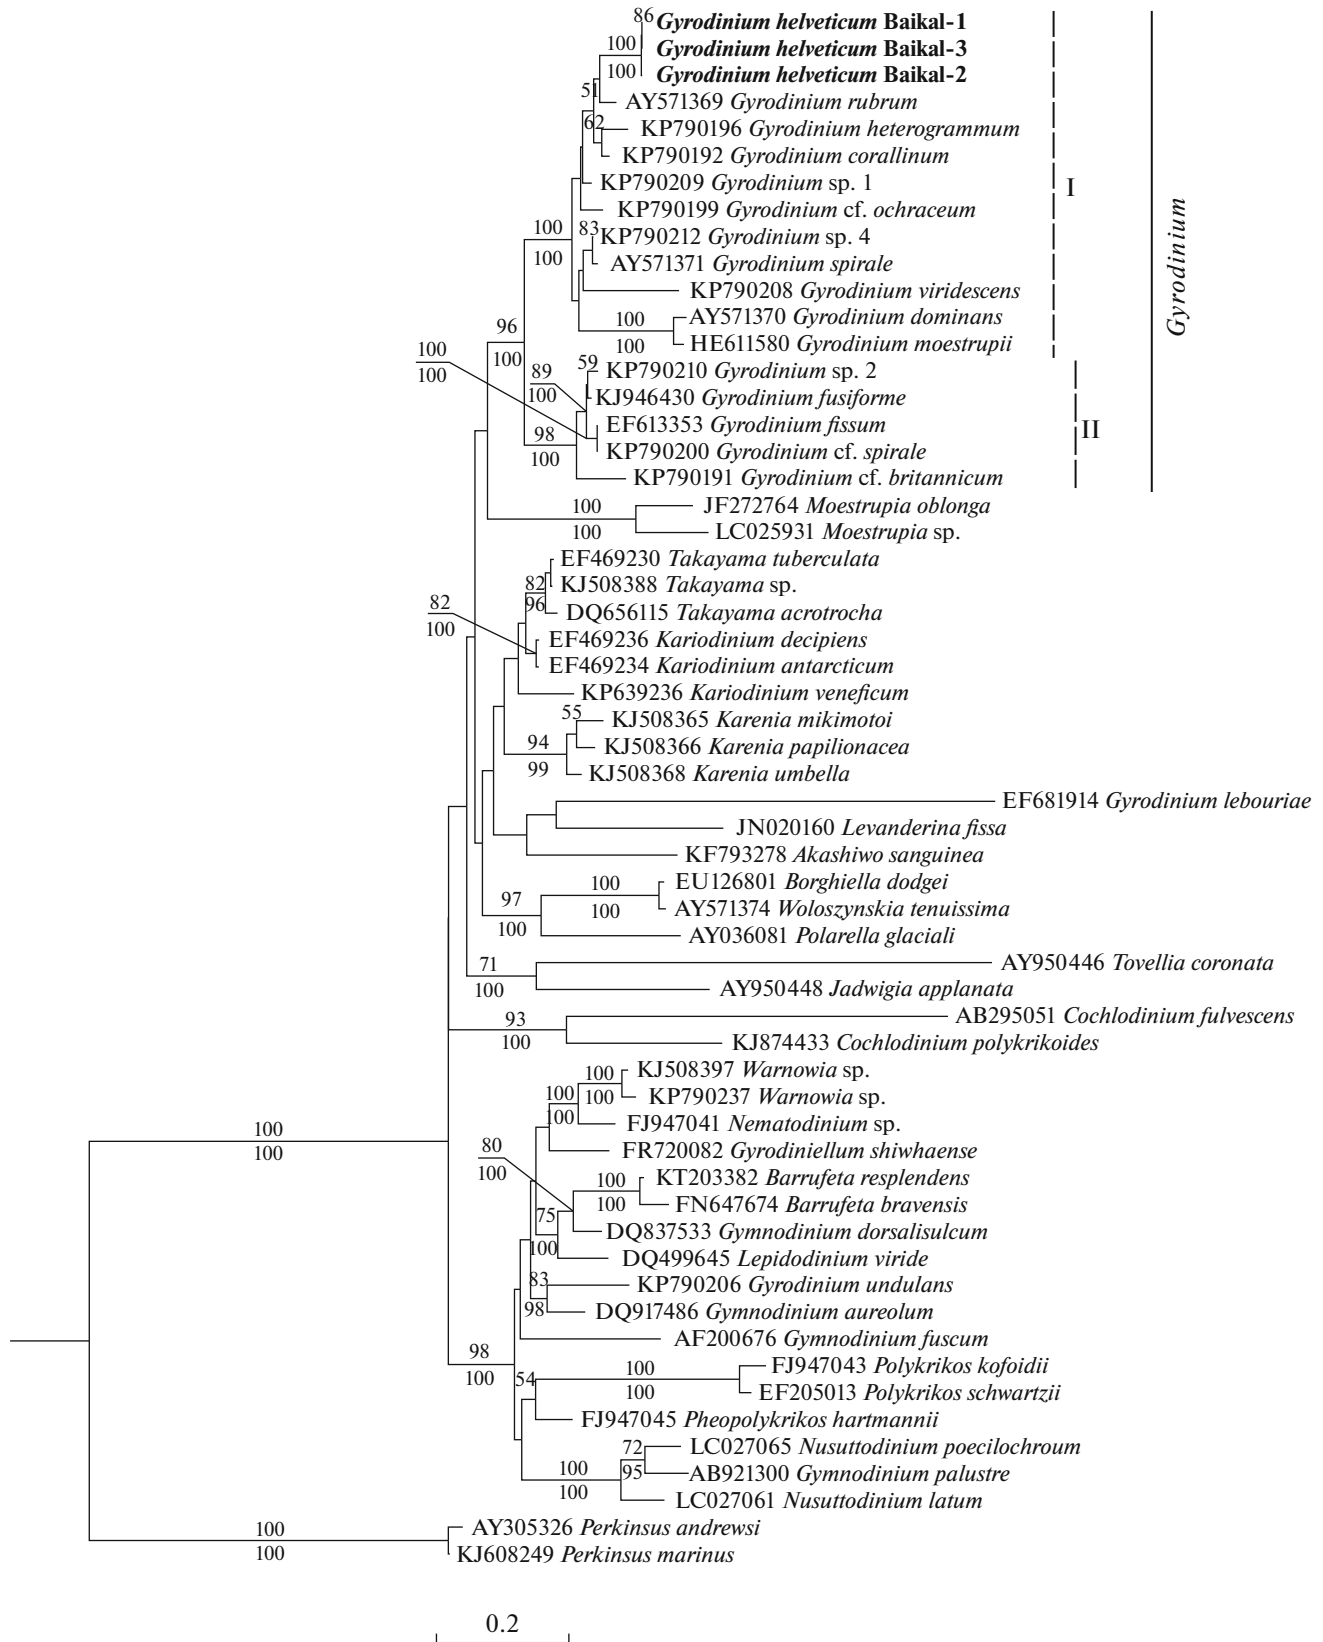 86 Gyrodinium helveticum Baikal-1
100 Gyrodinium helveticum Baikal-3
100 Gyrodinium helveticum Baikal-2
51 AY571369 Gyrodinium rubrum
62 KP790196 Gyrodinium heterogrammum
KP790192 Gyrodinium corallinum
KP790209 Gyrodinium sp. 1
I
KP790199 Gyrodinium cf. ochraceum
100 83 KP790212 Gyrodinium sp. 4
100 AY571371 Gyrodinium spirale
Gyrodinium
KP790208 Gyrodinium viridescens
96 100 AY571370 Gyrodinium dominans
100 100 100 HE611580 Gyrodinium moestrupii
100 89 59 KP790210 Gyrodinium sp. 2
100 KJ946430 Gyrodinium fusiforme
98 EF613353 Gyrodinium fissum
II
100 KP790200 Gyrodinium cf. spirale
KP790191 Gyrodinium cf. britannicum
100 JF272764 Moestrupia oblonga
100 LC025931 Moestrupia sp.
EF469230 Takayama tuberculata
82 KJ508388 Takayama sp.
82 96 DQ656115 Takayama acrotrocha
100 EF469236 Kariodinium decipiens
EF469234 Kariodinium antarcticum
KP639236 Kariodinium veneficum
55 KJ508365 Karenia mikimotoi
94 KJ508366 Karenia papilionacea
99 KJ508368 Karenia umbella
EF681914 Gyrodinium lebouriae
JN020160 Levanderina fissa
KF793278 Akashiwo sanguinea
100 EU126801 Borghiella dodgei
97 100 AY571374 Woloszynskia tenuissima
100 AY036081 Polarella glaciali
71 AY950446 Tovellia coronata
100 AY950448 Jadwigia applanata
93 AB295051 Cochlodinium fulvescens
100 KJ874433 Cochlodinium polykrikoides
100 KJ508397 Warnowia sp.
100 100 KP790237 Warnowia sp.
100 FJ947041 Nematodinium sp.
100 80 FR720082 Gyrodiniellum shiwhaense
100 100 100 KT203382 Barrufeta resplendens
100 FN647674 Barrufeta bravensis
75 DQ837533 Gymnodinium dorsalisulcum
100 DQ499645 Lepidodinium viride
83 KP790206 Gyrodinium undulans
98 DQ917486 Gymnodinium aureolum
AF200676 Gymnodinium fuscum
98 100 FJ947043 Polykrikos kofoidii
100 54 100 EF205013 Polykrikos schwartzii
FJ947045 Pheopolykrikos hartmannii
72 LC027065 Nusuttodinium poecilochroum
100 95 AB921300 Gymnodinium palustre
100 LC027061 Nusuttodinium latum
100 AY305326 Perkinsus andrewsi
100 KJ608249 Perkinsus marinus
0.2